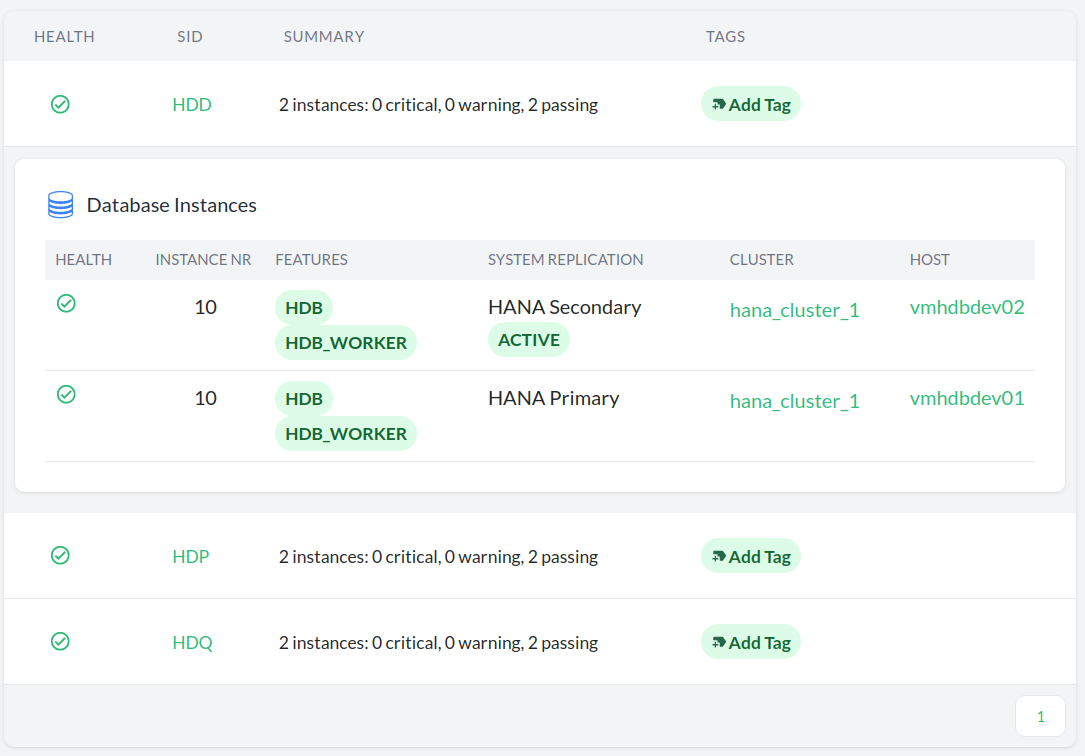 HEALTH SID SUMMARY TAGS
HDD 2 instances: 0 critical, 0 warning, 2 passing Add Tag
Database Instances
HEALTH INSTANCE NR FEATURES SYSTEM REPLICATION CLUSTER HOST
10 HDB HANA Secondary hana_cluster_1 vmhdbdev02
HDB_WORKER ACTIVE
10 HDB HANA Primary hana_cluster_1 vmhdbdev01
HDB_WORKER
HDP 2 instances: 0 critical, 0 warning, 2 passing Add Tag
HDQ 2 instances: 0 critical, 0 warning, 2 passing Add Tag
1